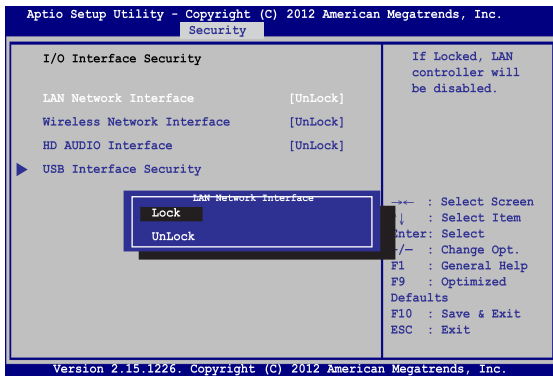 Aptio Setup Utility - Copyright (C) 2012 American Megatrends, Inc.
Security
I/O Interface Security
LAN Network Interface [UnLock]
Wireless Network Interface [UnLock]
HD AUDIO Interface [UnLock]
USB Interface Security
If Locked, LAN
controller will
be disabled.
LAN Network Interface
Lock
UnLock
→← : Select Screen
↓ : Select Item
Enter: Select
/— : Change Opt.
F1 : General Help
F9 : Optimized
Defaults
F10 : Save & Exit
ESC : Exit
Version 2.15.1226. Copyright (C) 2012 American Megatrends, Inc.